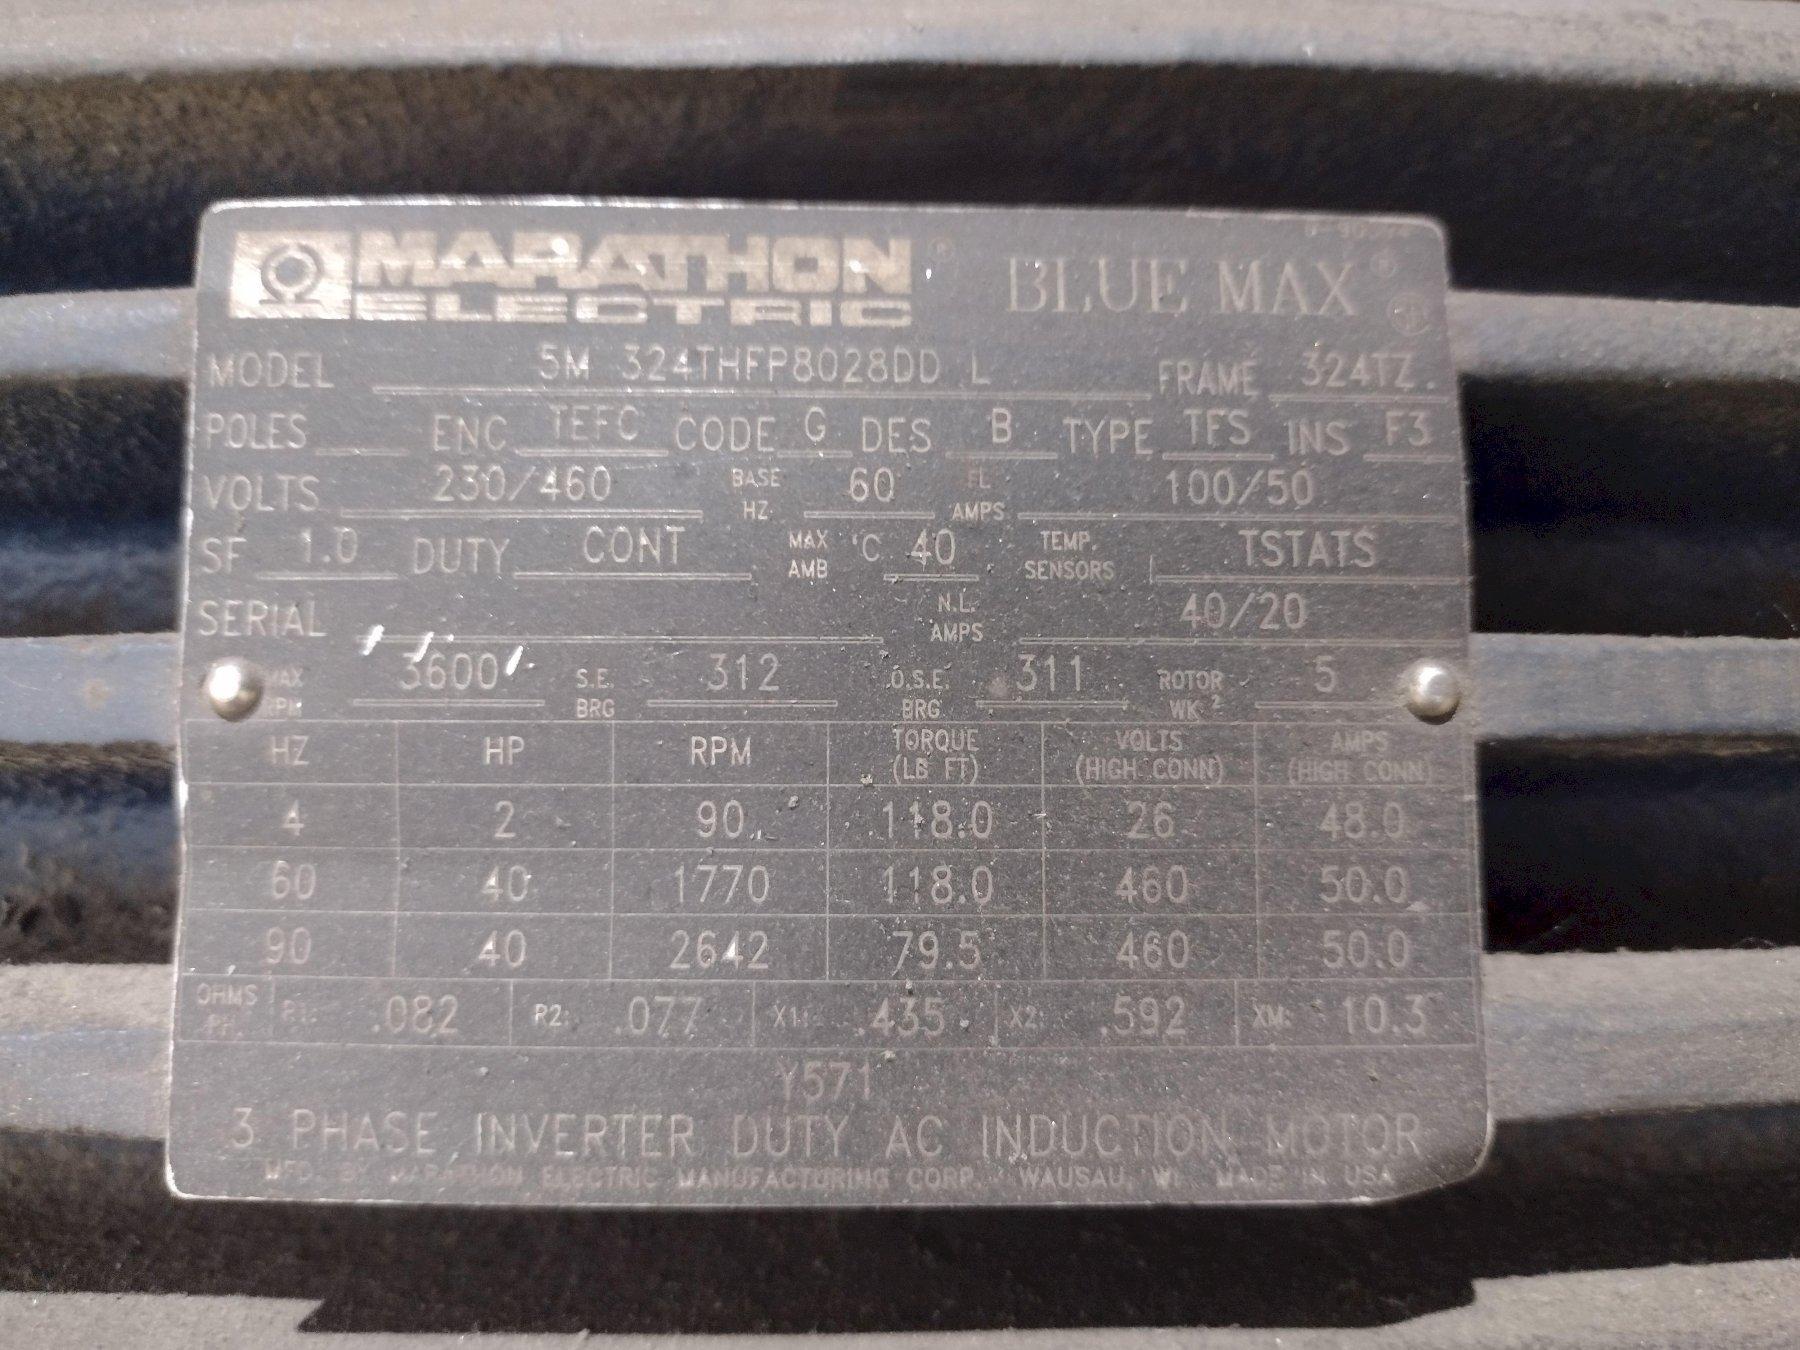 MARATHON ® BLUE MAX ®
ELECTRIC
MODEL 5M 324THFP8028DD L FRAME 324TZ.
POLES ENC TEFC CODE G DES B TYPE TFS INS F3
VOLTS 230/460 BASE HZ 60 FL AMPS 100/50
SF 1.0 DUTY CONT MAX AMB °C 40 TEMP. SENSORS TSTATS
SERIAL N.L. AMPS 40/20
MAX RPM 3600 S.E. BRG 312 O.S.E. BRG 311 ROTOR WK² 5
HZ HP RPM TORQUE (LB FT) VOLTS (HIGH CONN) AMPS (HIGH CONN)
4 2 90 118.0 26 48.0
60 40 1770 118.0 460 50.0
90 40 2642 79.5 460 50.0
OHMS PH. R1: .082 R2: .077 X1: .435 X2: .592 XM: 10.3
Y571
3 PHASE INVERTER DUTY AC INDUCTION MOTOR
MFG. BY MARATHON ELECTRIC MANUFACTURING CORP. WAUSAU, WI. MADE IN USA